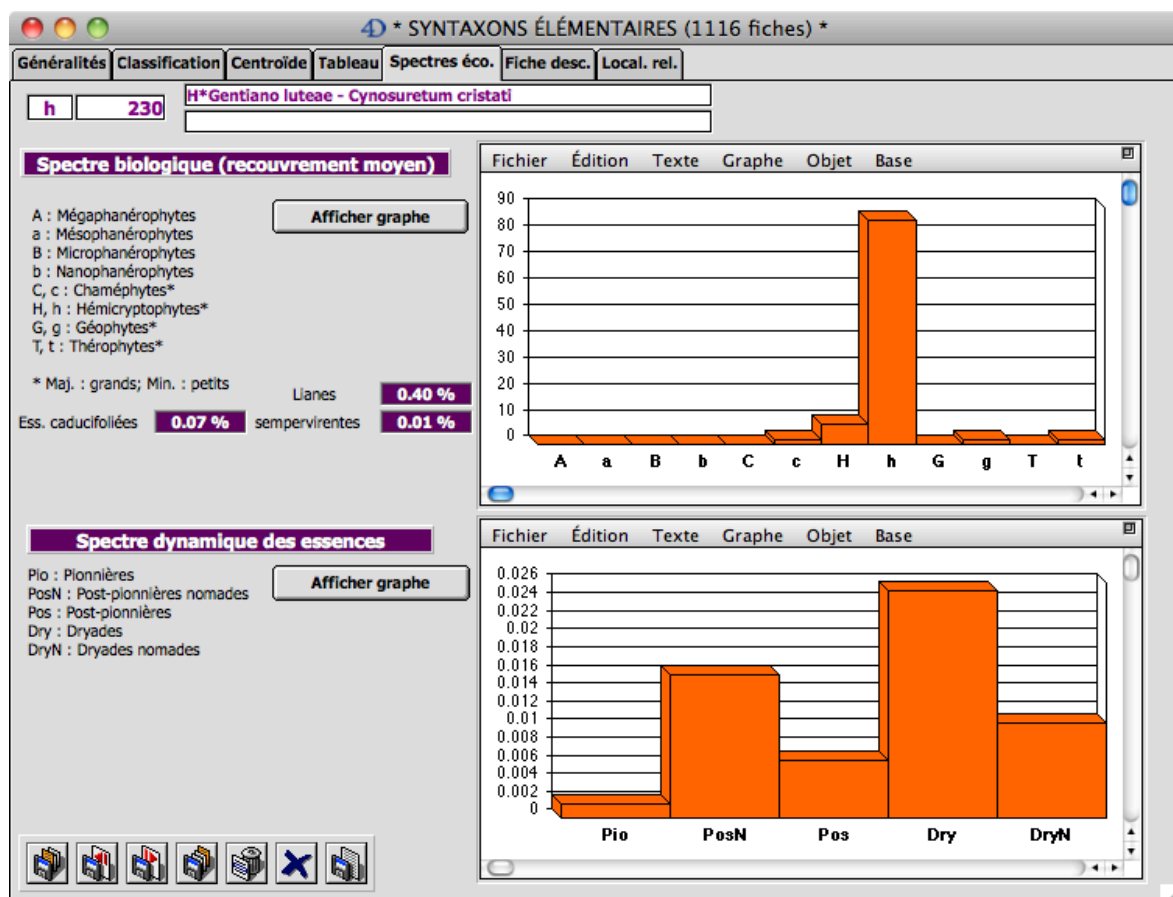 4D * SYNTAXONS ÉLÉMENTAIRES (1116 fiches) *
Généralités Classification Centroïde Tableau Spectres éco. Fiche desc. Local. rel.
h 230 H*Gentiano luteae - Cynosuretum cristati
Spectre biologique (recouvrement moyen)
Afficher graphe
A : Mégaphanérophytes
a : Mésophanérophytes
B : Microphanérophytes
b : Nanophanérophytes
C, c : Chaméphytes*
H, h : Hémicryptophytes*
G, g : Géophytes*
T, t : Thérophytes*
* Maj. : grands; Min. : petits
Lianes 0.40 %
Ess. caducifoliées 0.07 % sempervirentes 0.01 %
Fichier Édition Texte Graphe Objet Base
90
80
70
60
50
40
30
20
10
0
A a B b C c H h G g T t
Spectre dynamique des essences
Afficher graphe
Pio : Pionnières
PosN : Post-pionnières nomades
Pos : Post-pionnières
Dry : Dryades
DryN : Dryades nomades
Fichier Édition Texte Graphe Objet Base
0.026
0.024
0.022
0.02
0.018
0.016
0.014
0.012
0.01
0.008
0.006
0.004
0.002
0
Pio PosN Pos Dry DryN